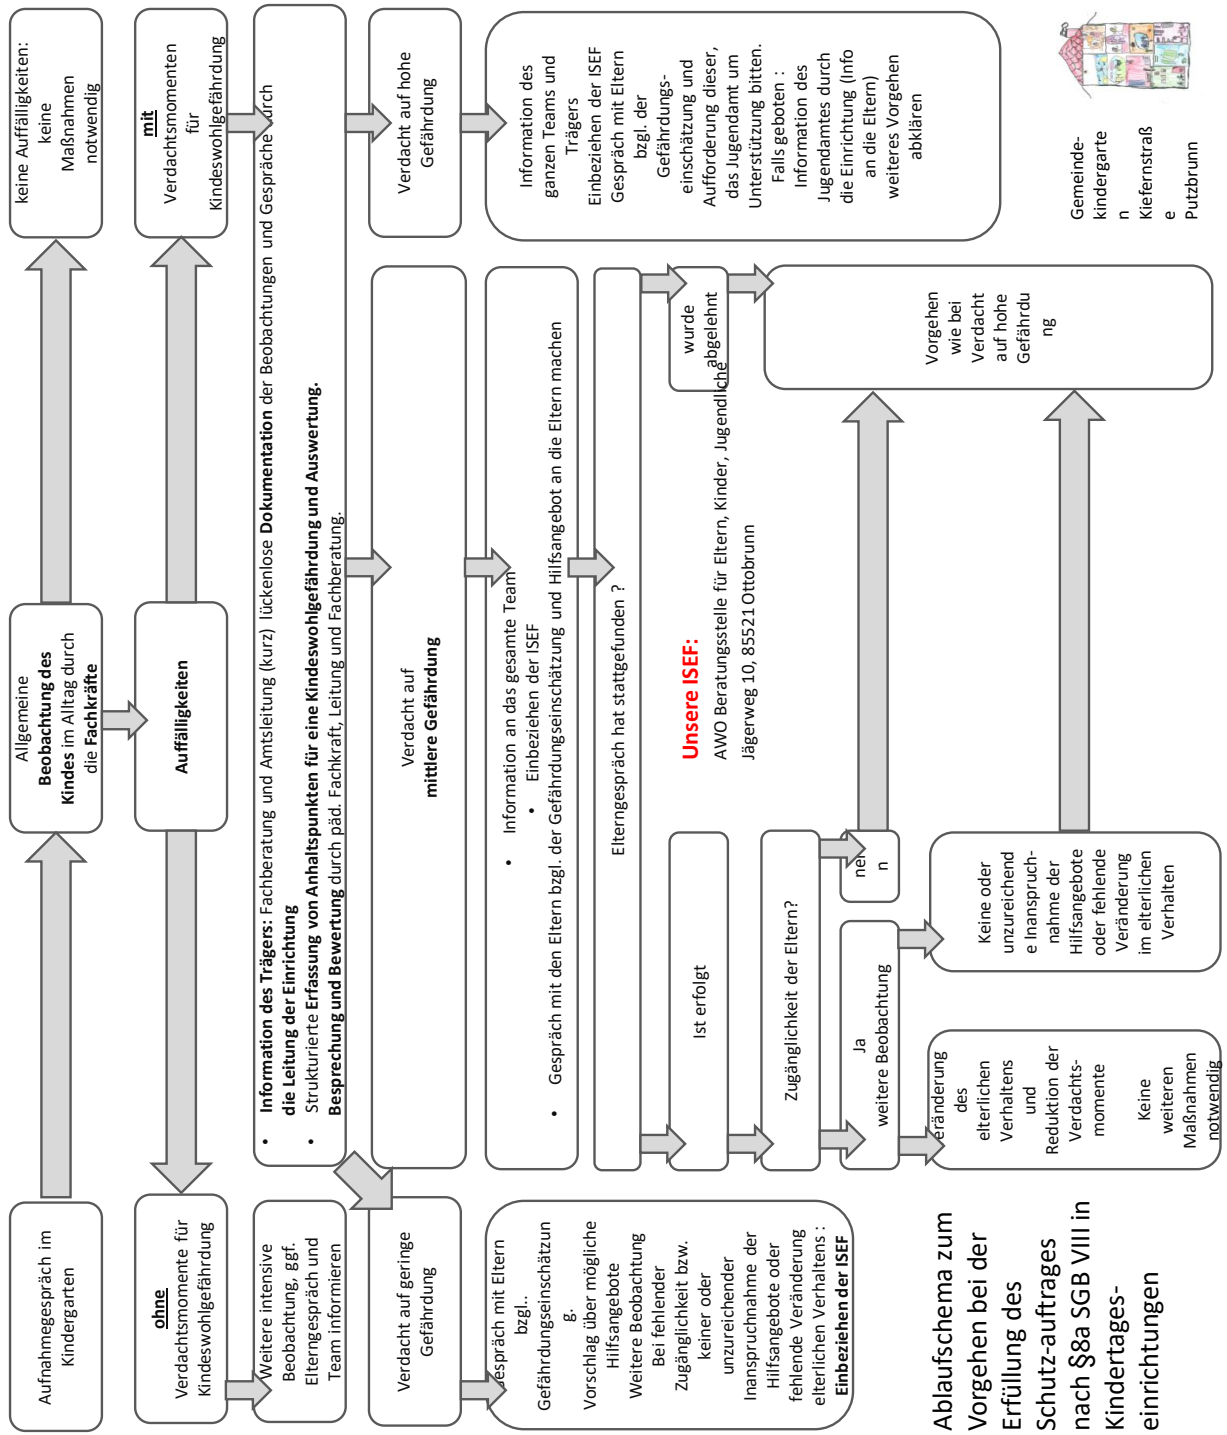 Aufnahmegespräch im
Kindergarten
Allgemeine
Beobachtung des
Kindes im Alltag durch
die Fachkräfte
keine Auffälligkeiten:
keine
Maßnahmen
notwendig
ohne
Verdachtsmomente für
Kindeswohlgefährdung
Auffälligkeiten
mit
Verdachtsmomenten
für
Kindeswohlgefährdung
Weitere intensive
Beobachtung, ggf.
Elterngespräch und
Team informieren
• Information des Trägers: Fachberatung und Amtsleitung (kurz) lückenlose Dokumentation der Beobachtungen und Gespräche durch
die Leitung der Einrichtung
• Strukturierte Erfassung von Anhaltspunkten für eine Kindeswohlgefährdung und Auswertung.
Besprechung und Bewertung durch päd. Fachkraft, Leitung und Fachberatung.
Verdacht auf geringe
Gefährdung
Verdacht auf
mittlere Gefährdung
Verdacht auf hohe
Gefährdung
Gespräch mit Eltern
bzgl..
Gefährdungseinschätzun
g.
Vorschlag über mögliche
Hilfsangebote
Weitere Beobachtung
Bei fehlender
Zugänglichkeit bzw.
keiner oder
unzureichender
Inanspruchnahme der
Hilfsangebote oder
fehlende Veränderung
elterlichen Verhaltens :
Einbeziehen der ISEF
• Information an das gesamte Team
• Einbeziehen der ISEF
• Gespräch mit den Eltern bzgl. der Gefährdungseinschätzung und Hilfsangebot an die Eltern machen
Information des
ganzen Teams und
Trägers
Einbeziehen der ISEF
Gespräch mit Eltern
bzgl. der
Gefährdungs-
einschätzung und
Aufforderung dieser,
das Jugendamt um
Unterstützung bitten.
Falls geboten :
Information des
Jugendamtes durch
die Einrichtung (Info
an die Eltern)
weiteres Vorgehen
abklären
Elterngespräch hat stattgefunden ?
Ist erfolgt
wurde
abgelehnt
Unsere ISEF:
AWO Beratungsstelle für Eltern, Kinder, Jugendliche
Jägerweg 10, 85521 Ottobrunn
Zugänglichkeit der Eltern?
Vorgehen
wie bei
Verdacht
auf hohe
Gefährdu
ng
Ja
weitere Beobachtung
nei
n
eränderung
des
elterlichen
Verhaltens
und
Reduktion der
Verdachts-
momente
Keine
weiteren
Maßnahmen
notwendig
Keine oder
unzureichend
e Inanspruch-
nahme der
Hilfsangebote
oder fehlende
Veränderung
im elterlichen
Verhalten
Ablaufschema zum
Vorgehen bei der
Erfüllung des
Schutz-auftrages
nach §8a SGB VIII in
Kindertages-
einrichtungen
Gemeinde-
kindergarte
n
Kiefernstraß
e
Putzbrunn